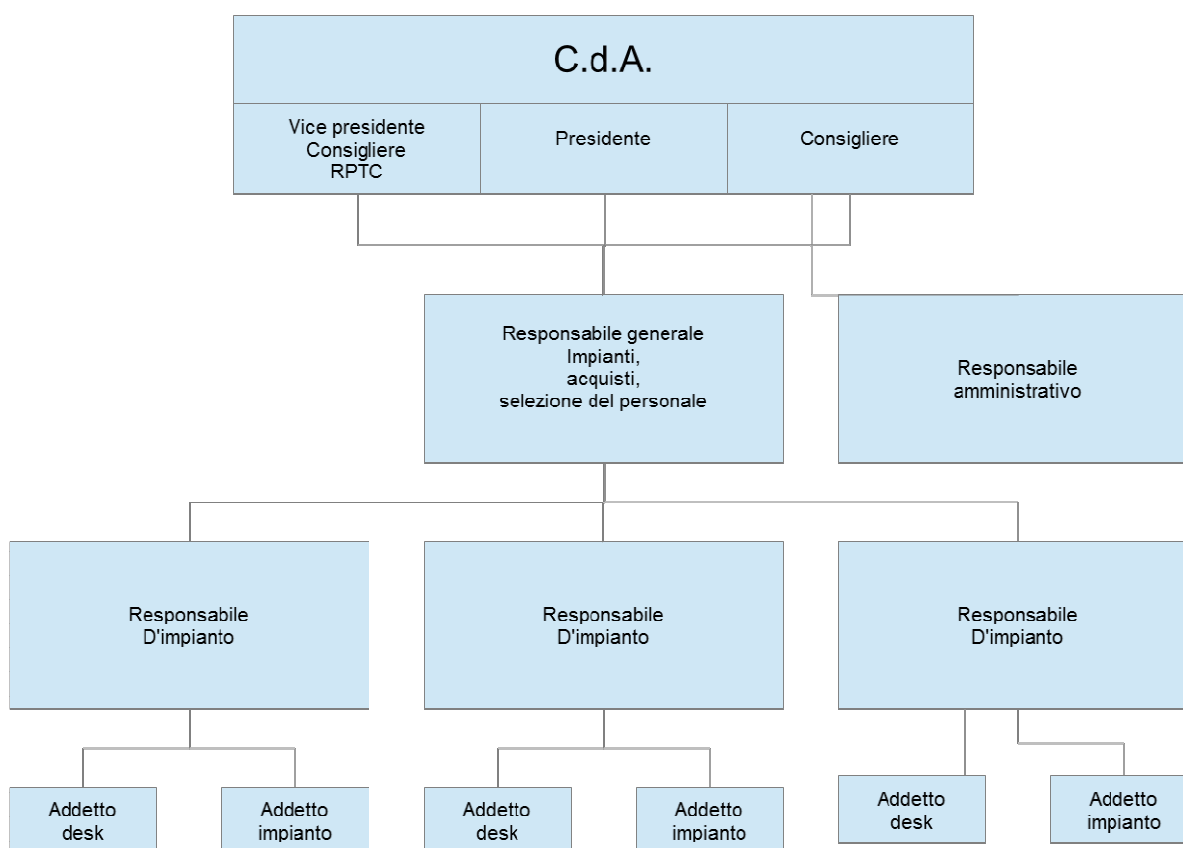 C.d.A.
Vice presidente
Consigliere
RPTC
Presidente
Consigliere
Responsabile generale
Impianti,
acquisti,
selezione del personale
Responsabile
amministrativo
Responsabile
D'impianto
Responsabile
D'impianto
Responsabile
D'impianto
Addetto
desk
Addetto
impianto
Addetto
desk
Addetto
impianto
Addetto
desk
Addetto
impianto